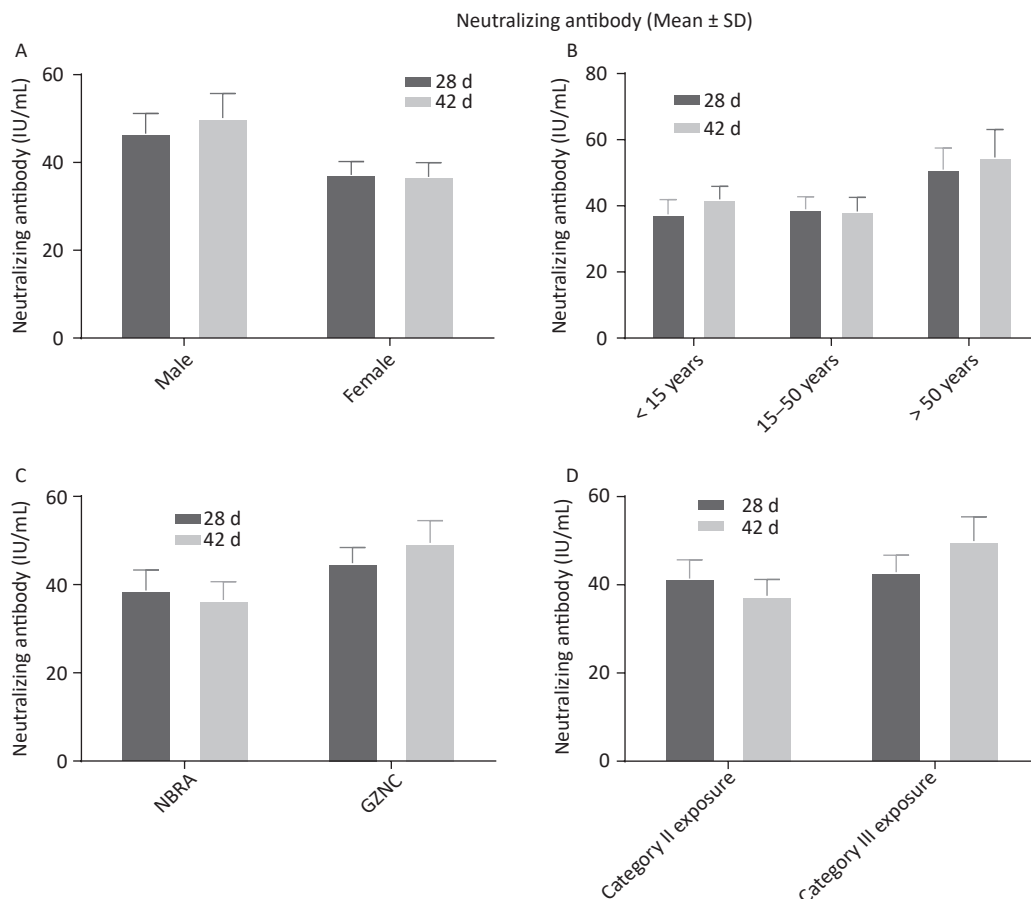 Neutralizing antibody (Mean ± SD)
A
Neutralizing antibody (IU/mL)
60
40
20
0
28 d
42 d
Male
Female
B
Neutralizing antibody (IU/mL)
80
60
40
20
0
28 d
42 d
< 15 years
15–50 years
> 50 years
C
Neutralizing antibody (IU/mL)
60
40
20
0
28 d
42 d
NBRA
GZNC
D
Neutralizing antibody (IU/mL)
60
40
20
0
28 d
42 d
Category II exposure
Category III exposure